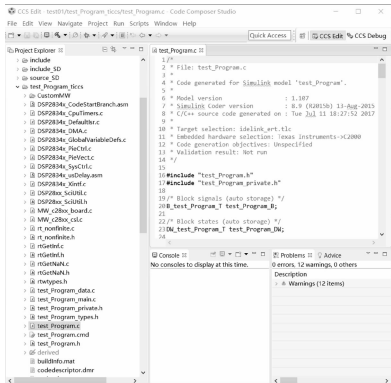 CCS Edit - test01/test_Program_ticcs/test_Program.c - Code Composer Studio
File Edit View Navigate Project Run Scripts Window Help
Quick Access
CCS Edit
CCS Debug
Project Explorer
include
include_SD
source_SD
test_Program_ticcs
CustomMW
DSP2834x_CodeStartBranch.asm
DSP2834x_CpuTimers.c
DSP2834x_DefaultIsr.c
DSP2834x_DMA.c
DSP2834x_GlobalVariableDefs.c
DSP2834x_PieCtrl.c
DSP2834x_PieVect.c
DSP2834x_SysCtrl.c
DSP2834x_usDelay.asm
DSP2834x_Xintf.c
DSP28xx_SciUtil.c
DSP28xx_SciUtil.h
MW_c28xx_board.c
MW_c28xx_csl.c
rt_nonfinite.c
rt_nonfinite.h
rtGetInf.c
rtGetInf.h
rtGetNaN.c
rtGetNaN.h
rtwtypes.h
test_Program_data.c
test_Program_main.c
test_Program_private.h
test_Program_types.h
test_Program.c
test_Program.cmd
test_Program.h
derived
buildInfo.mat
codedescriptor.dmr
test_Program.c
1 /*
2 * File: test_Program.c
3 *
4 * Code generated for Simulink model 'test_Program'.
5 *
6 * Model version : 1.107
7 * Simulink Coder version : 8.9 (R2015b) 13-Aug-2015
8 * C/C++ source code generated on : Tue Jul 11 18:27:52 2017
9 *
10 * Target selection: idelink_ert.tlc
11 * Embedded hardware selection: Texas Instruments->C2000
12 * Code generation objectives: Unspecified
13 * Validation result: Not run
14 */
15
16 #include "test_Program.h"
17 #include "test_Program_private.h"
18
19 /* Block signals (auto storage) */
20 B_test_Program_T test_Program_B;
21
22 /* Block states (auto storage) */
23 DW_test_Program_T test_Program_DW;
24
Console
No consoles to display at this time.
Problems
Advice
0 errors, 12 warnings, 0 others
Description
Warnings (12 items)